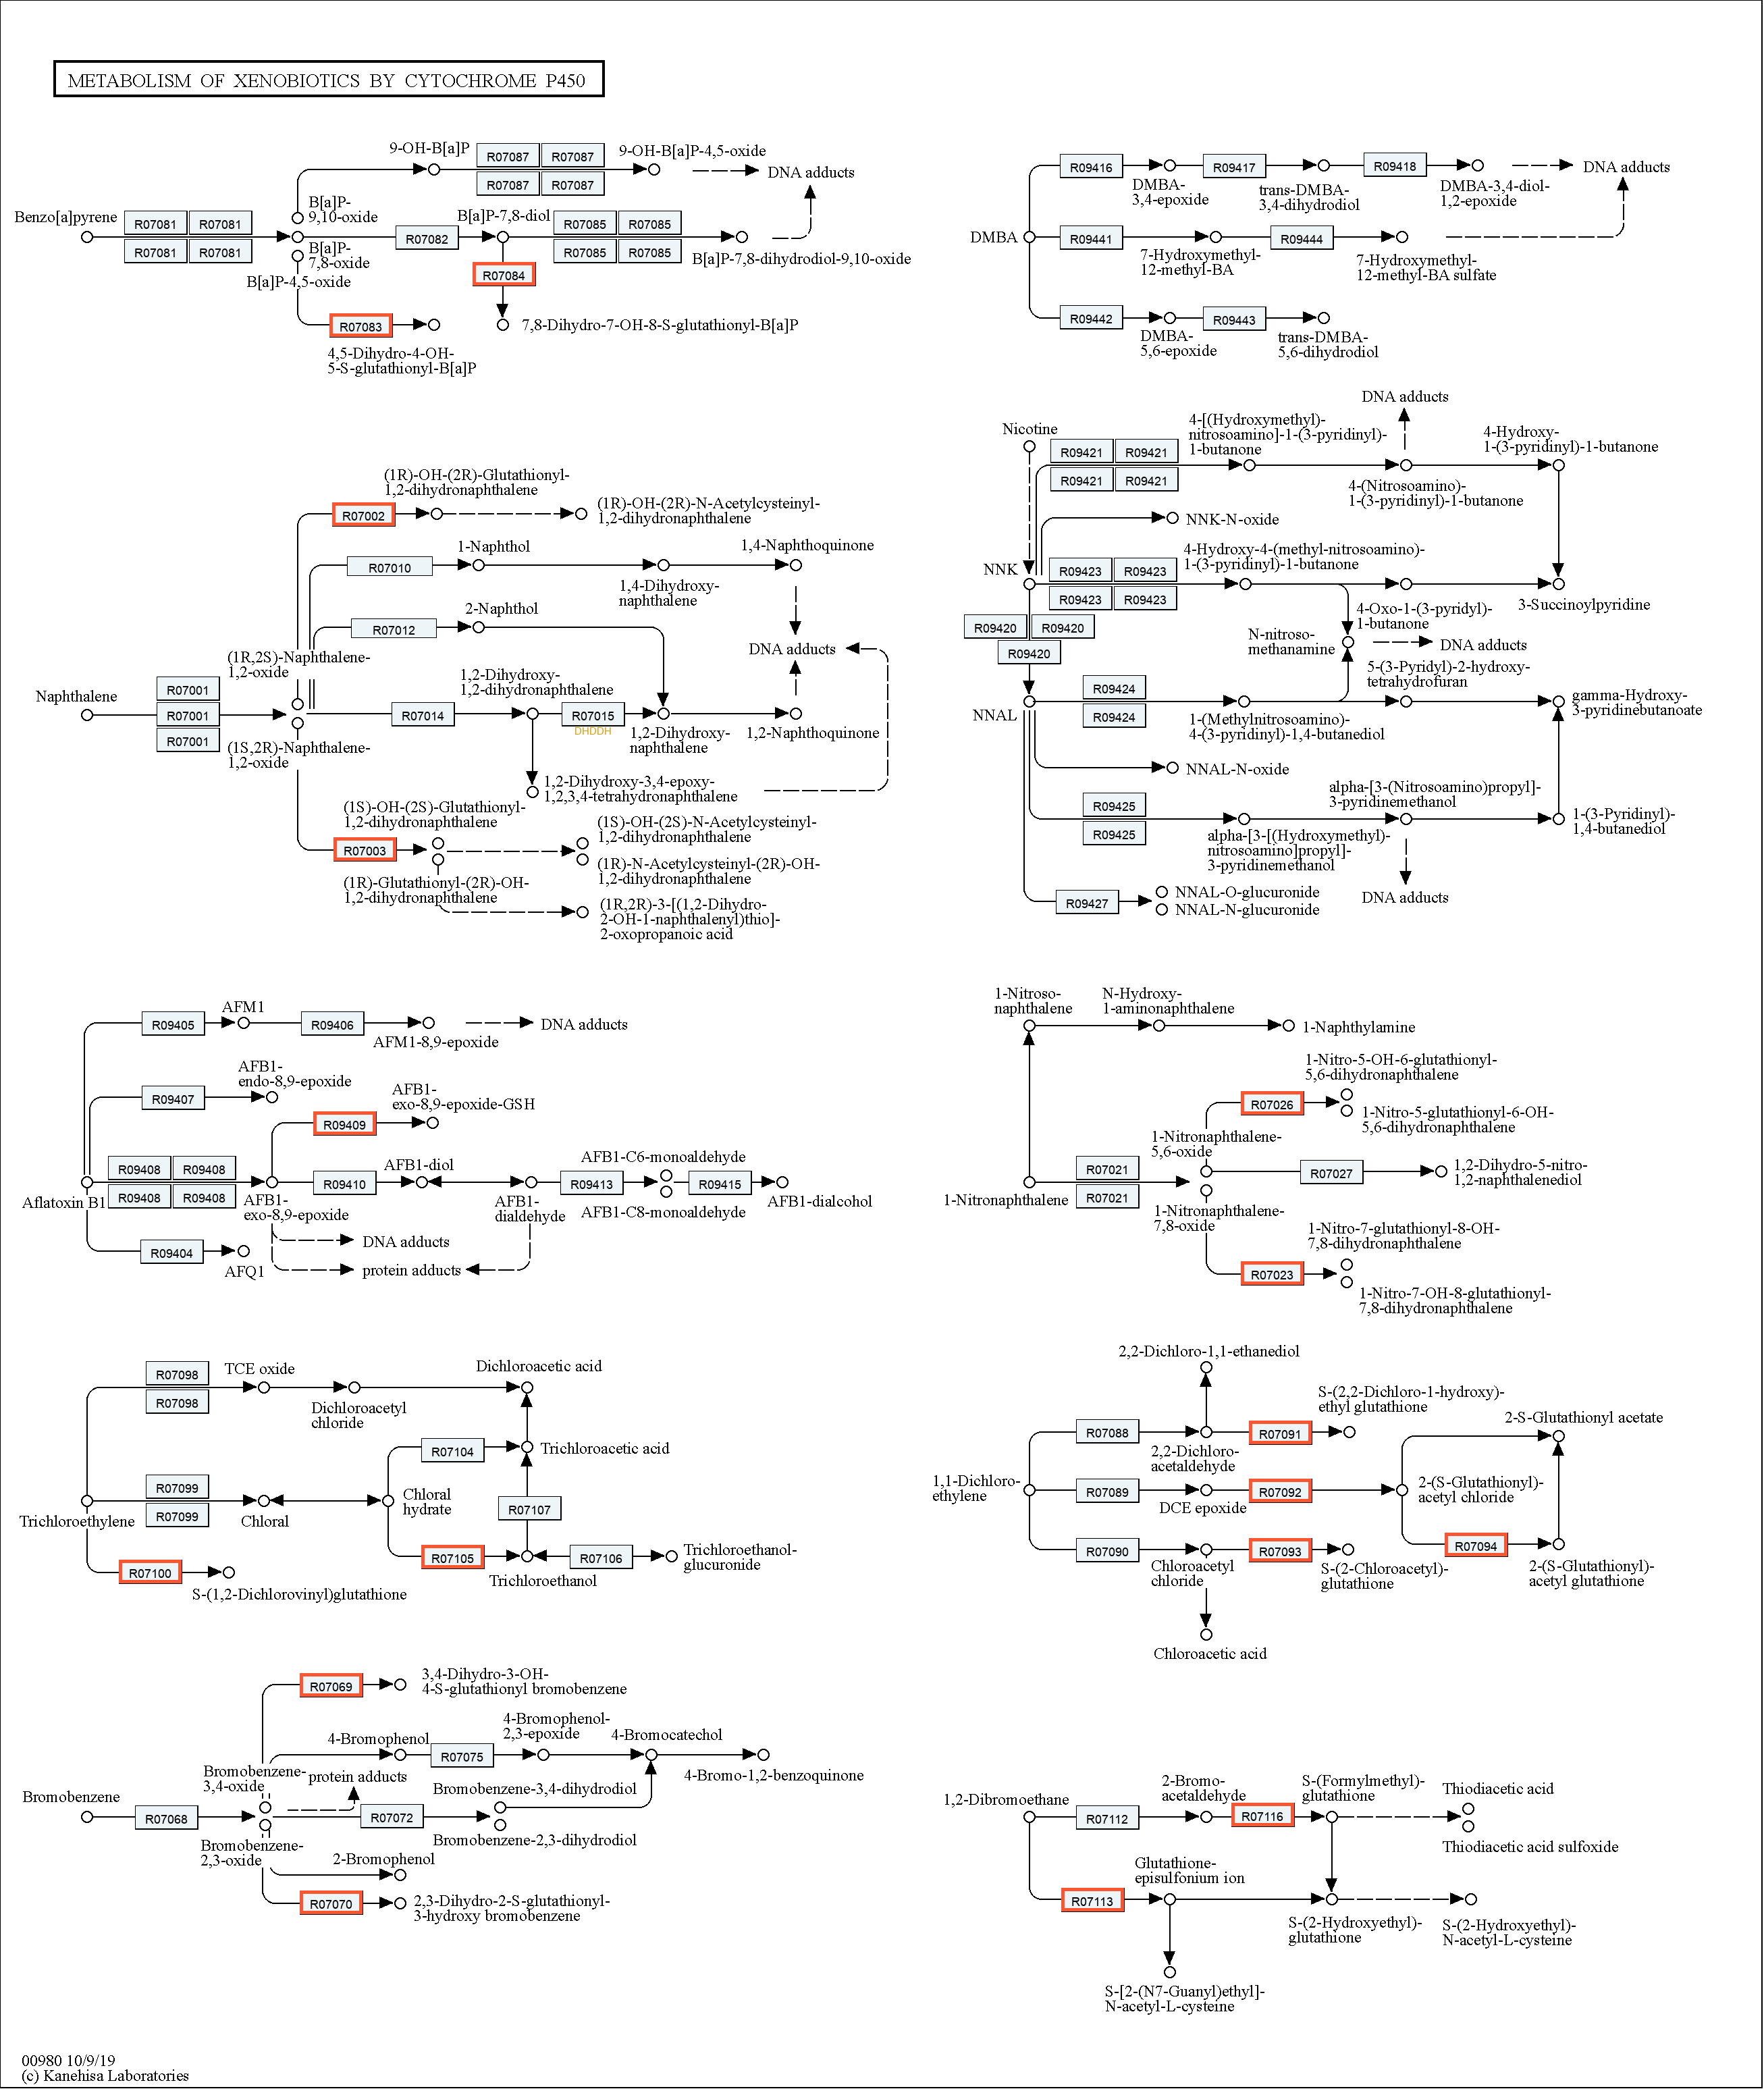 METABOLISM OF XENOBIOTICS BY CYTOCHROME P450
Benzo[a]pyrene
R07081 R07081
R07081 R07081
9-OH-B[a]P
R07087 R07087
R07087 R07087
9-OH-B[a]P-4,5-oxide
DNA adducts
B[a]P-
9,10-oxide
B[a]P-
7,8-oxide
B[a]P-4,5-oxide
R07082
B[a]P-7,8-diol
R07085 R07085
R07085 R07085
B[a]P-7,8-dihydrodiol-9,10-oxide
R07084
7,8-Dihydro-7-OH-8-S-glutathionyl-B[a]P
R07083
4,5-Dihydro-4-OH-
5-S-glutathionyl-B[a]P
DMBA
R09416
DMBA-
3,4-epoxide
R09417
trans-DMBA-
3,4-dihydrodiol
R09418
DMBA-3,4-diol-
1,2-epoxide
DNA adducts
R09441
7-Hydroxymethyl-
12-methyl-BA
R09444
7-Hydroxymethyl-
12-methyl-BA sulfate
R09442
DMBA-
5,6-epoxide
R09443
trans-DMBA-
5,6-dihydrodiol
Naphthalene
R07001
R07001
R07001
(1R,2S)-Naphthalene-
1,2-oxide
(1S,2R)-Naphthalene-
1,2-oxide
(1R)-OH-(2R)-Glutathionyl-
1,2-dihydronaphthalene
R07002
(1R)-OH-(2R)-N-Acetylcysteinyl-
1,2-dihydronaphthalene
R07010
1-Naphthol
1,4-Dihydroxy-
naphthalene
1,4-Naphthoquinone
R07012
2-Naphthol
DNA adducts
R07014
1,2-Dihydroxy-
1,2-dihydronaphthalene
R07015
DHDDH
1,2-Dihydroxy-
naphthalene
1,2-Naphthoquinone
1,2-Dihydroxy-3,4-epoxy-
1,2,3,4-tetrahydronaphthalene
(1S)-OH-(2S)-Glutathionyl-
1,2-dihydronaphthalene
R07003
(1R)-Glutathionyl-(2R)-OH-
1,2-dihydronaphthalene
(1S)-OH-(2S)-N-Acetylcysteinyl-
1,2-dihydronaphthalene
(1R)-N-Acetylcysteinyl-(2R)-OH-
1,2-dihydronaphthalene
(1R,2R)-3-[(1,2-Dihydro-
2-OH-1-naphthalenyl)thio]-
2-oxopropanoic acid
Nicotine
NNK
NNAL
R09421 R09421
R09421 R09421
4-[(Hydroxymethyl)-
nitrosoamino]-1-(3-pyridinyl)-
1-butanone
DNA adducts
4-(Nitrosoamino)-
1-(3-pyridinyl)-1-butanone
4-Hydroxy-
1-(3-pyridinyl)-1-butanone
NNK-N-oxide
R09423 R09423
R09423 R09423
4-Hydroxy-4-(methyl-nitrosoamino)-
1-(3-pyridinyl)-1-butanone
4-Oxo-1-(3-pyridyl)-
1-butanone
3-Succinoylpyridine
R09420 R09420
R09420
N-nitroso-
methanamine
DNA adducts
R09424
R09424
1-(Methylnitrosoamino)-
4-(3-pyridinyl)-1,4-butanediol
5-(3-Pyridyl)-2-hydroxy-
tetrahydrofuran
gamma-Hydroxy-
3-pyridinebutanoate
NNAL-N-oxide
R09425
R09425
alpha-[3-[(Hydroxymethyl)-
nitrosoamino]propyl]-
3-pyridinemethanol
alpha-[3-(Nitrosoamino)propyl]-
3-pyridinemethanol
DNA adducts
1-(3-Pyridinyl)-
1,4-butanediol
R09427
NNAL-O-glucuronide
NNAL-N-glucuronide
Aflatoxin B1
R09405
AFM1
R09406
AFM1-8,9-epoxide
DNA adducts
R09407
AFB1-
endo-8,9-epoxide
R09409
AFB1-
exo-8,9-epoxide-GSH
R09408 R09408
R09408 R09408
AFB1-
exo-8,9-epoxide
R09410
AFB1-diol
AFB1-
dialdehyde
R09413
AFB1-C6-monoaldehyde
AFB1-C8-monoaldehyde
R09415
AFB1-dialcohol
R09404
AFQ1
DNA adducts
protein adducts
1-Nitronaphthalene
1-Nitroso-
naphthalene
N-Hydroxy-
1-aminonaphthalene
1-Naphthylamine
R07021
R07021
1-Nitronaphthalene-
5,6-oxide
1-Nitronaphthalene-
7,8-oxide
R07026
1-Nitro-5-OH-6-glutathionyl-
5,6-dihydronaphthalene
1-Nitro-5-glutathionyl-6-OH-
5,6-dihydronaphthalene
R07027
1,2-Dihydro-5-nitro-
1,2-naphthalenediol
R07023
1-Nitro-7-glutathionyl-8-OH-
7,8-dihydronaphthalene
1-Nitro-7-OH-8-glutathionyl-
7,8-dihydronaphthalene
Trichloroethylene
R07098
R07098
TCE oxide
Dichloroacetyl
chloride
Dichloroacetic acid
R07099
R07099
Chloral
Chloral
hydrate
R07104
Trichloroacetic acid
R07107
R07105
Trichloroethanol
R07106
Trichloroethanol-
glucuronide
R07100
S-(1,2-Dichlorovinyl)glutathione
1,1-Dichloro-
ethylene
R07088
2,2-Dichloro-1,1-ethanediol
2,2-Dichloro-
acetaldehyde
R07091
S-(2,2-Dichloro-1-hydroxy)-
ethyl glutathione
R07089
DCE epoxide
R07092
2-(S-Glutathionyl)-
acetyl chloride
2-S-Glutathionyl acetate
R07094
2-(S-Glutathionyl)-
acetyl glutathione
R07090
Chloroacetyl
chloride
R07093
S-(2-Chloroacetyl)-
glutathione
Chloroacetic acid
Bromobenzene
R07068
Bromobenzene-
3,4-oxide
Bromobenzene-
2,3-oxide
R07069
3,4-Dihydro-3-OH-
4-S-glutathionyl bromobenzene
4-Bromophenol
R07075
4-Bromophenol-
2,3-epoxide
4-Bromocatechol
4-Bromo-1,2-benzoquinone
protein adducts
R07072
Bromobenzene-3,4-dihydrodiol
Bromobenzene-2,3-dihydrodiol
2-Bromophenol
R07070
2,3-Dihydro-2-S-glutathionyl-
3-hydroxy bromobenzene
1,2-Dibromoethane
R07112
2-Bromo-
acetaldehyde
R07116
S-(Formylmethyl)-
glutathione
Thiodiacetic acid
Thiodiacetic acid sulfoxide
R07113
Glutathione-
episulfonium ion
S-(2-Hydroxyethyl)-
glutathione
S-(2-Hydroxyethyl)-
N-acetyl-L-cysteine
S-[2-(N7-Guanyl)ethyl]-
N-acetyl-L-cysteine
00980 10/9/19
(c) Kanehisa Laboratories